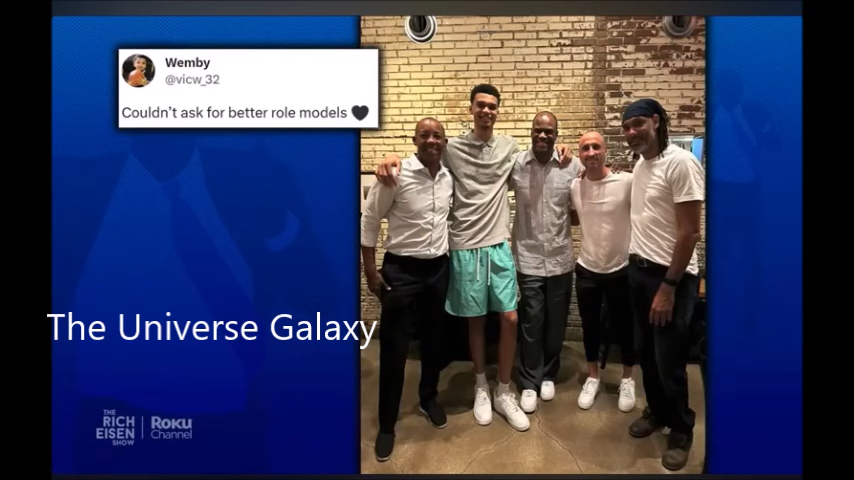 Wemby
@vicw_32
Couldn't ask for better role models 🖤
The Universe Galaxy
THE
RICH
EISEN
SHOW
Roku
Channel